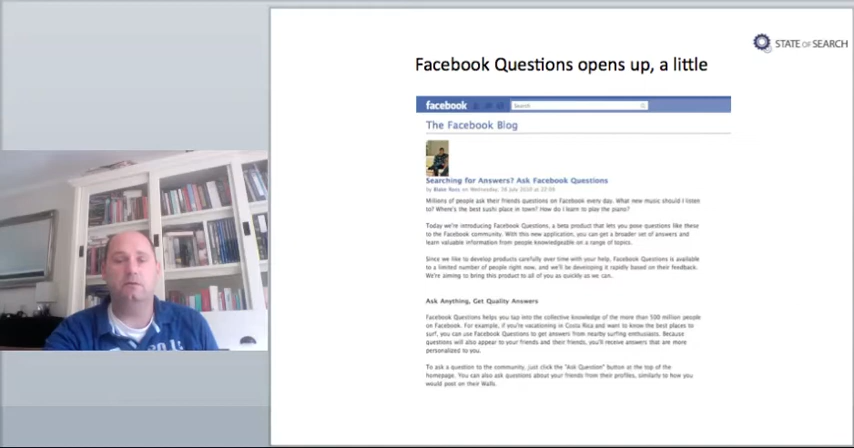 STATE OF SEARCH
Facebook Questions opens up, a little
facebook
Search
The Facebook Blog
Searching for Answers? Ask Facebook Questions
by Blake Ross on Wednesday, 28 July 2010 at 22:09
Millions of people ask their friends questions on Facebook every day. What new music should I listen
to? Where's the best sushi place in town? How do I learn to play the piano?
Today we're introducing Facebook Questions, a beta product that lets you pose questions like these
to the Facebook community. With this new application, you can get a broader set of answers and
learn valuable information from people knowledgeable on a range of topics.
Since we like to develop products carefully over time with your help, Facebook Questions is available
to a limited number of people right now, and we'll be developing it rapidly based on their feedback.
We're aiming to bring this product to all of you as quickly as we can.
Ask Anything, Get Quality Answers
Facebook Questions helps you tap into the collective knowledge of the more than 500 million people
on Facebook. For example, if you're vacationing in Costa Rica and want to know the best places to
surf, you can use Facebook Questions to get answers from nearby surfing enthusiasts. Because
questions will also appear to your friends and their friends, you'll receive answers that are more
personalized to you.
To ask a question to the community, just click the "Ask Question" button at the top of the
homepage. You can also ask questions about your friends from their profiles, similarly to how you
would post on their Walls.